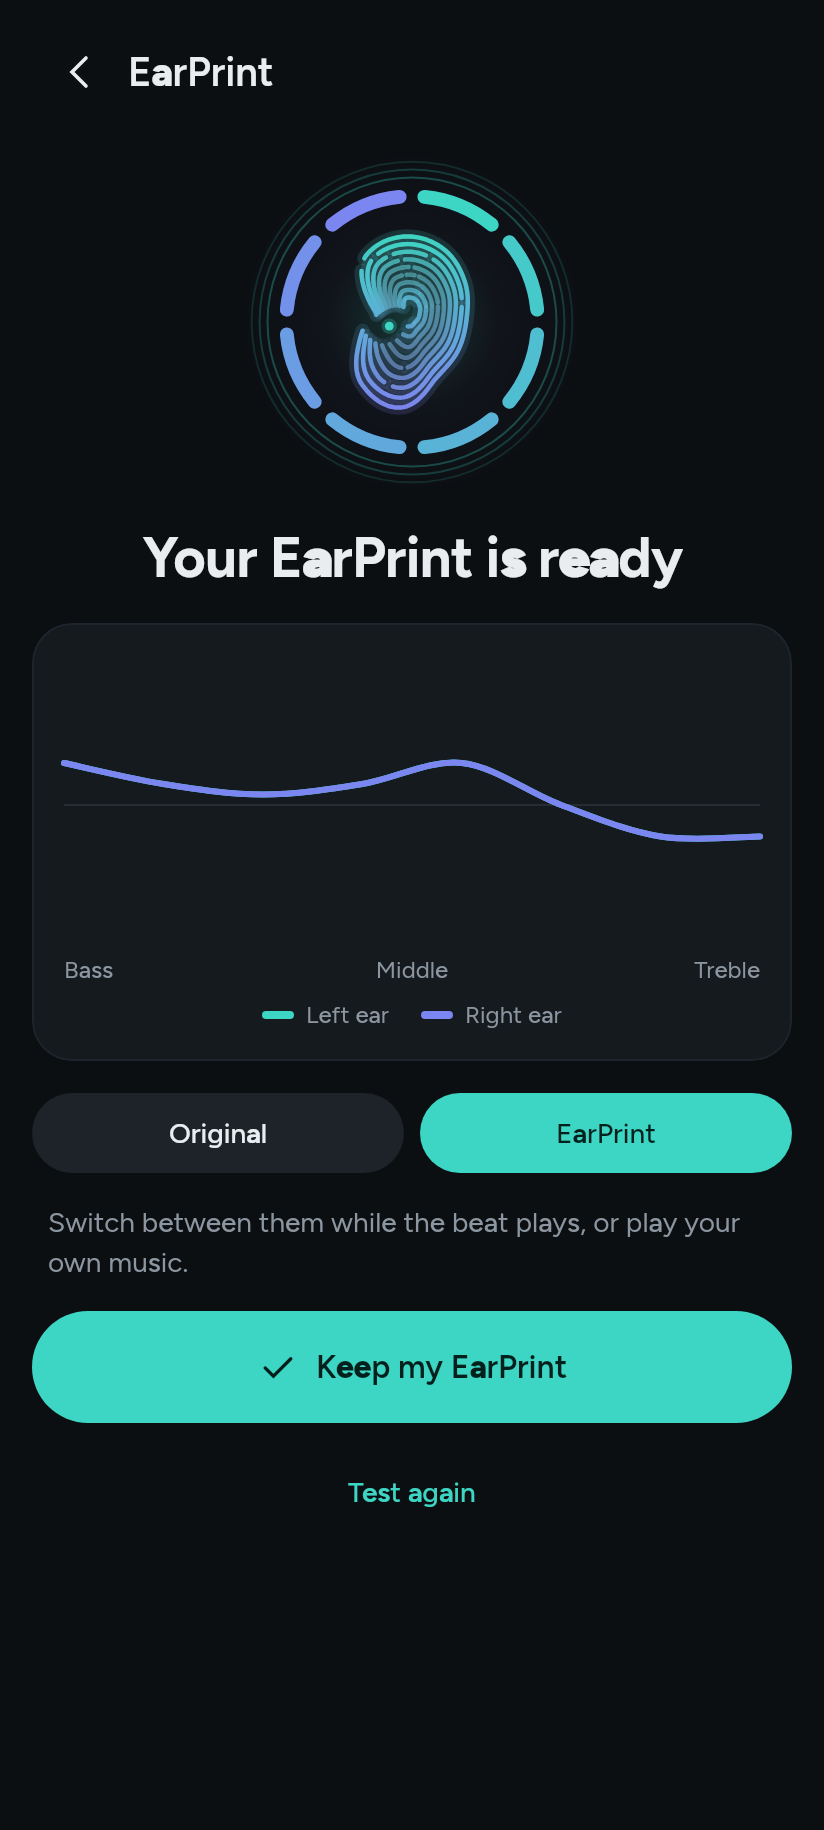 EarPrint
Your EarPrint is ready
Bass Middle Treble
Left ear Right ear
Original EarPrint
Switch between them while the beat plays, or play your
own music.
Keep my EarPrint
Test again